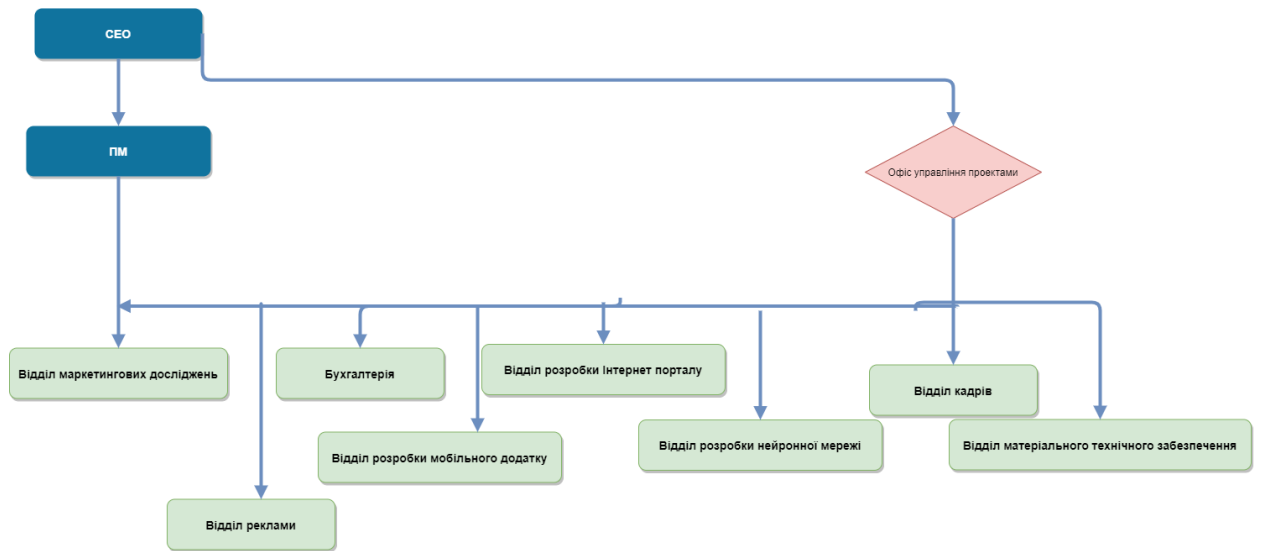 CEO
ПМ
Офіс управління проектами
Відділ маркетингових досліджень
Бухгалтерія
Відділ розробки Інтернет порталу
Відділ кадрів
Відділ розробки мобільного додатку
Відділ розробки нейронної мережі
Відділ матеріального технічного забезпечення
Відділ реклами